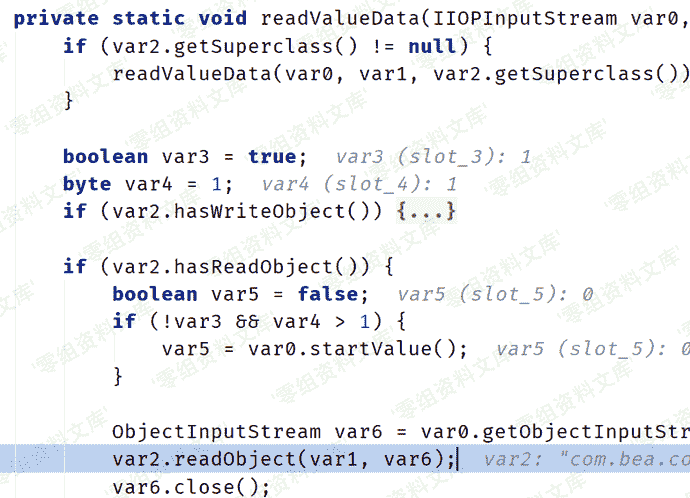 private static void readValueData(IIOPInputStream var0,
if (var2.getSuperclass() != null) {
readValueData(var0, var1, var2.getSuperclass())
}
boolean var3 = true; var3 (slot_3): 1
byte var4 = 1; var4 (slot_4): 1
if (var2.hasWriteObject()) {...}
if (var2.hasReadObject()) {
boolean var5 = false; var5 (slot_5): 0
if (!var3 && var4 > 1) {
var5 = var0.startValue(); var5 (slot_5): 0
}
ObjectInputStream var6 = var0.getObjectInputStr
var2.readObject(var1, var6); var2: "com.bea.co
var6.close();
'零组资料文库'